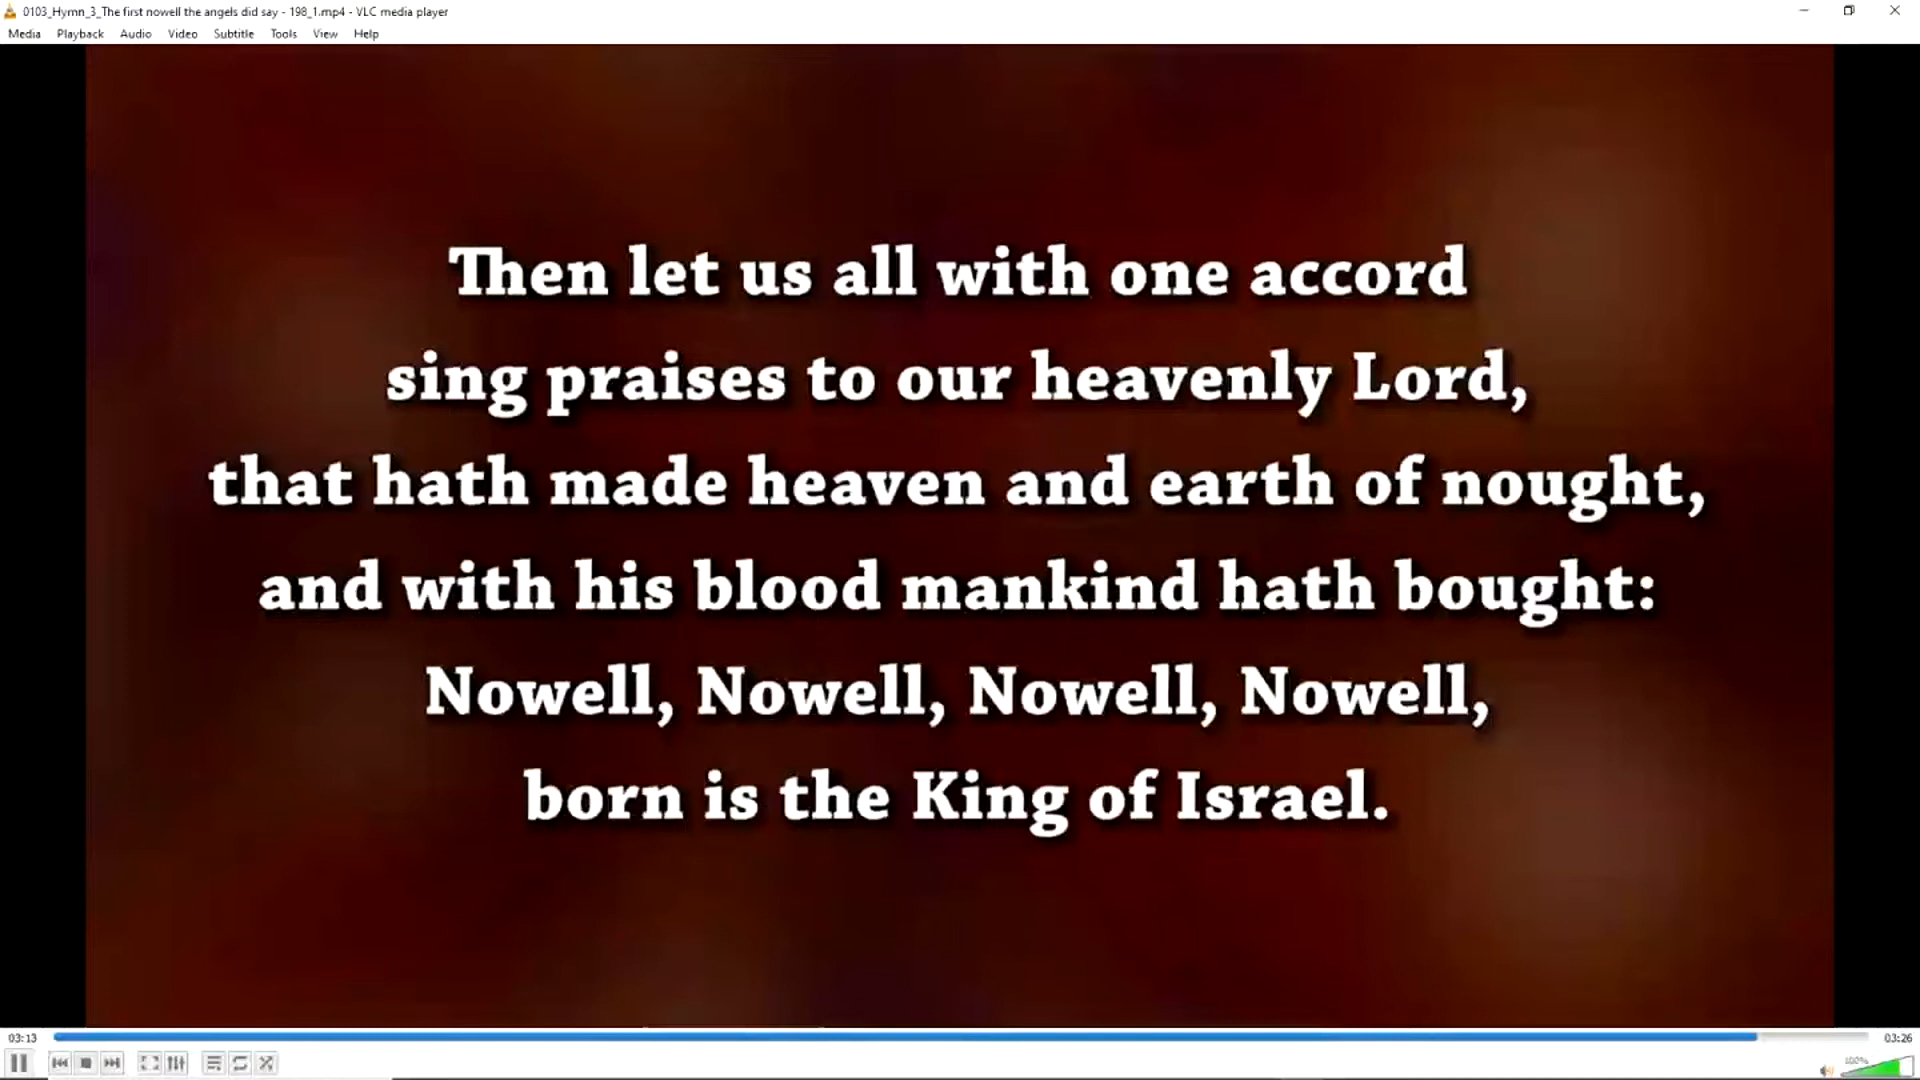 0103_Hymn_3_The first nowell the angels did say - 198_1.mp4 - VLC media player
Media Playback Audio Video Subtitle Tools View Help
Then let us all with one accord
sing praises to our heavenly Lord,
that hath made heaven and earth of nought,
and with his blood mankind hath bought:
Nowell, Nowell, Nowell, Nowell,
born is the King of Israel.
03:13 03:26
100%